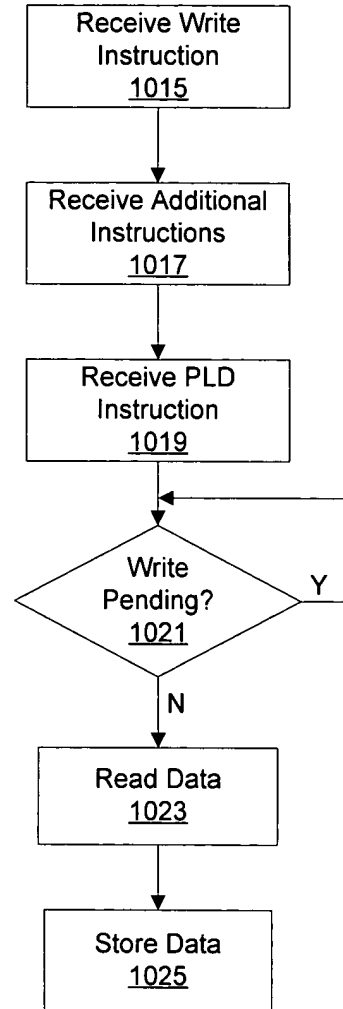 Receive Write
Instruction
1015
Receive Additional
Instructions
1017
Receive PLD
Instruction
1019
Write
Pending?
1021
Y
N
Read Data
1023
Store Data
1025